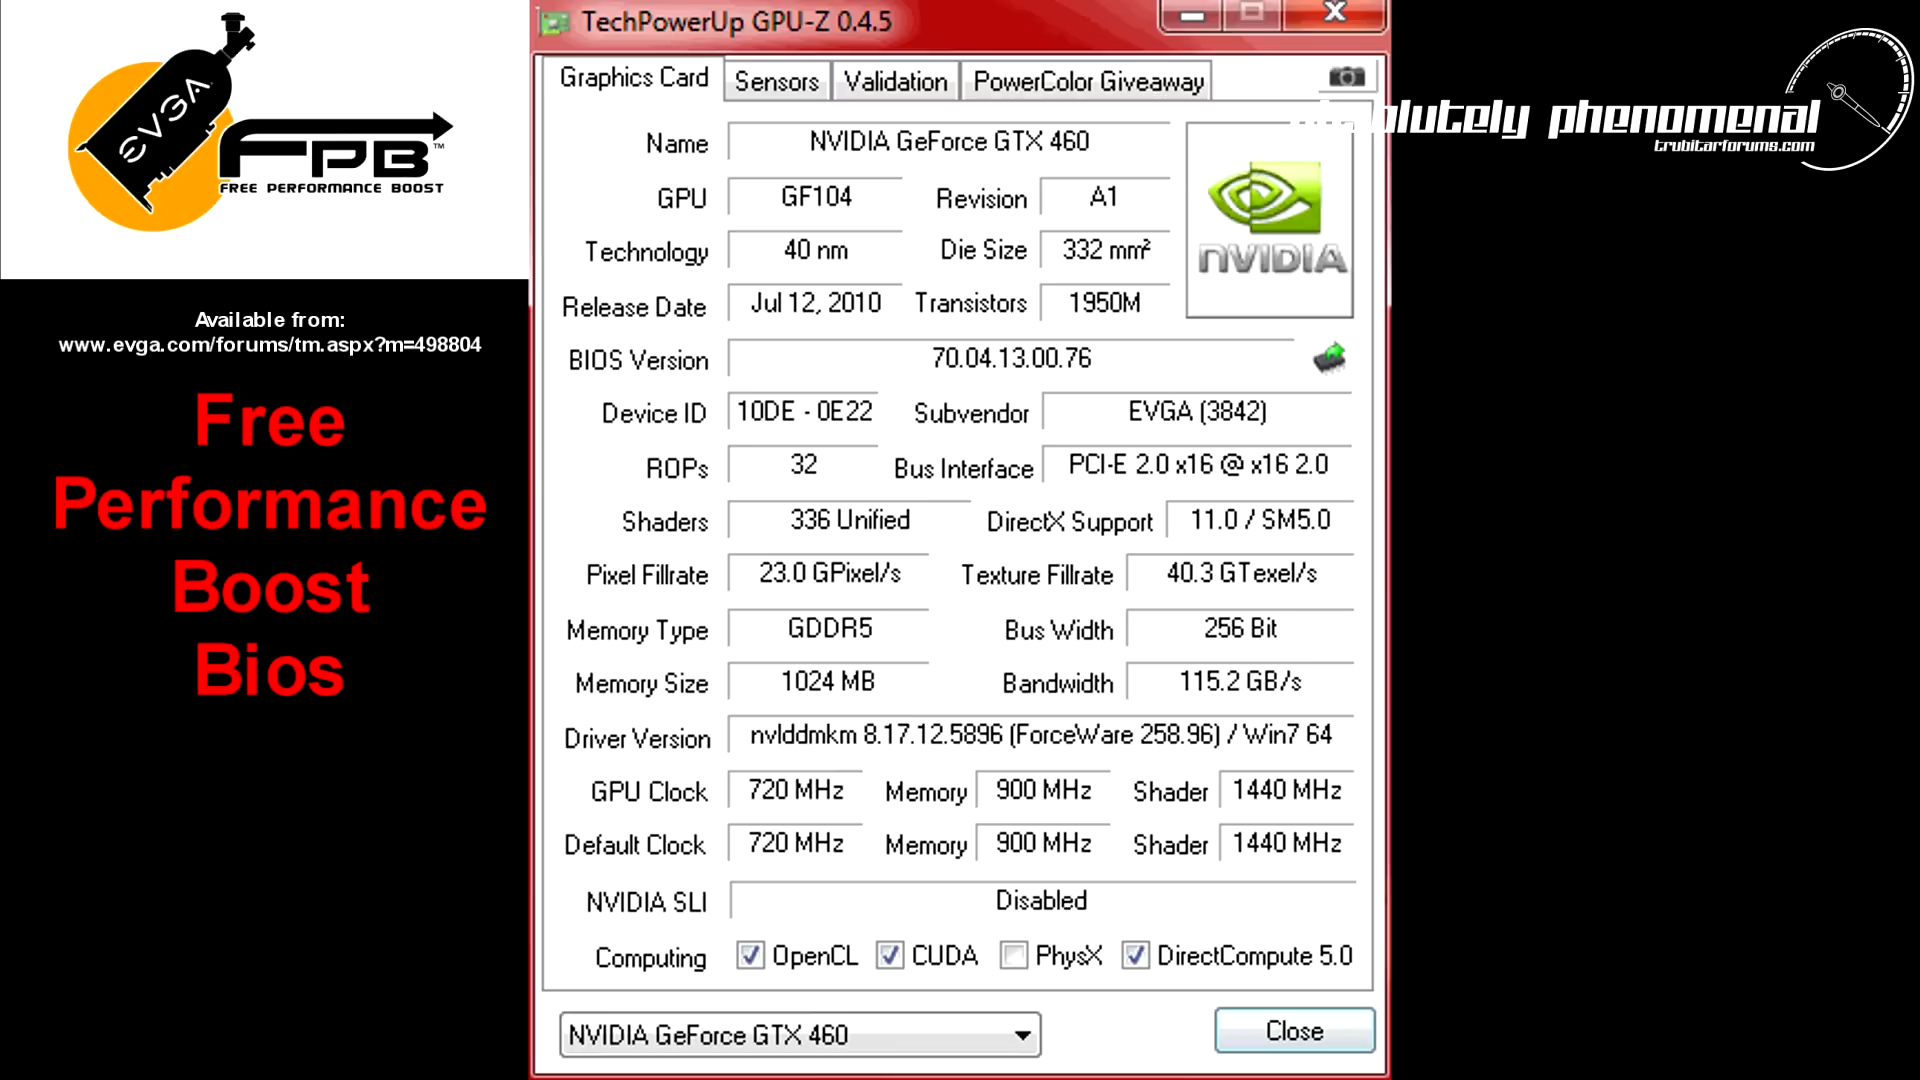 EVGA
FPB™
FREE PERFORMANCE BOOST
Available from:
www.evga.com/forums/tm.aspx?m=498804
Free
Performance
Boost
Bios
TechPowerUp GPU-Z 0.4.5
Graphics Card Sensors Validation PowerColor Giveaway
Name NVIDIA GeForce GTX 460
GPU GF104 Revision A1
Technology 40 nm Die Size 332 mm²
nVIDIA
Release Date Jul 12, 2010 Transistors 1950M
BIOS Version 70.04.13.00.76
Device ID 10DE - 0E22 Subvendor EVGA (3842)
ROPs 32 Bus Interface PCI-E 2.0 x16 @ x16 2.0
Shaders 336 Unified DirectX Support 11.0 / SM5.0
Pixel Fillrate 23.0 GPixel/s Texture Fillrate 40.3 GTexel/s
Memory Type GDDR5 Bus Width 256 Bit
Memory Size 1024 MB Bandwidth 115.2 GB/s
Driver Version nvlddmkm 8.17.12.5896 (ForceWare 258.96) / Win7 64
GPU Clock 720 MHz Memory 900 MHz Shader 1440 MHz
Default Clock 720 MHz Memory 900 MHz Shader 1440 MHz
NVIDIA SLI Disabled
Computing OpenCL CUDA PhysX DirectCompute 5.0
NVIDIA GeForce GTX 460 Close
absolutely phenomenal
trubitarforums.com